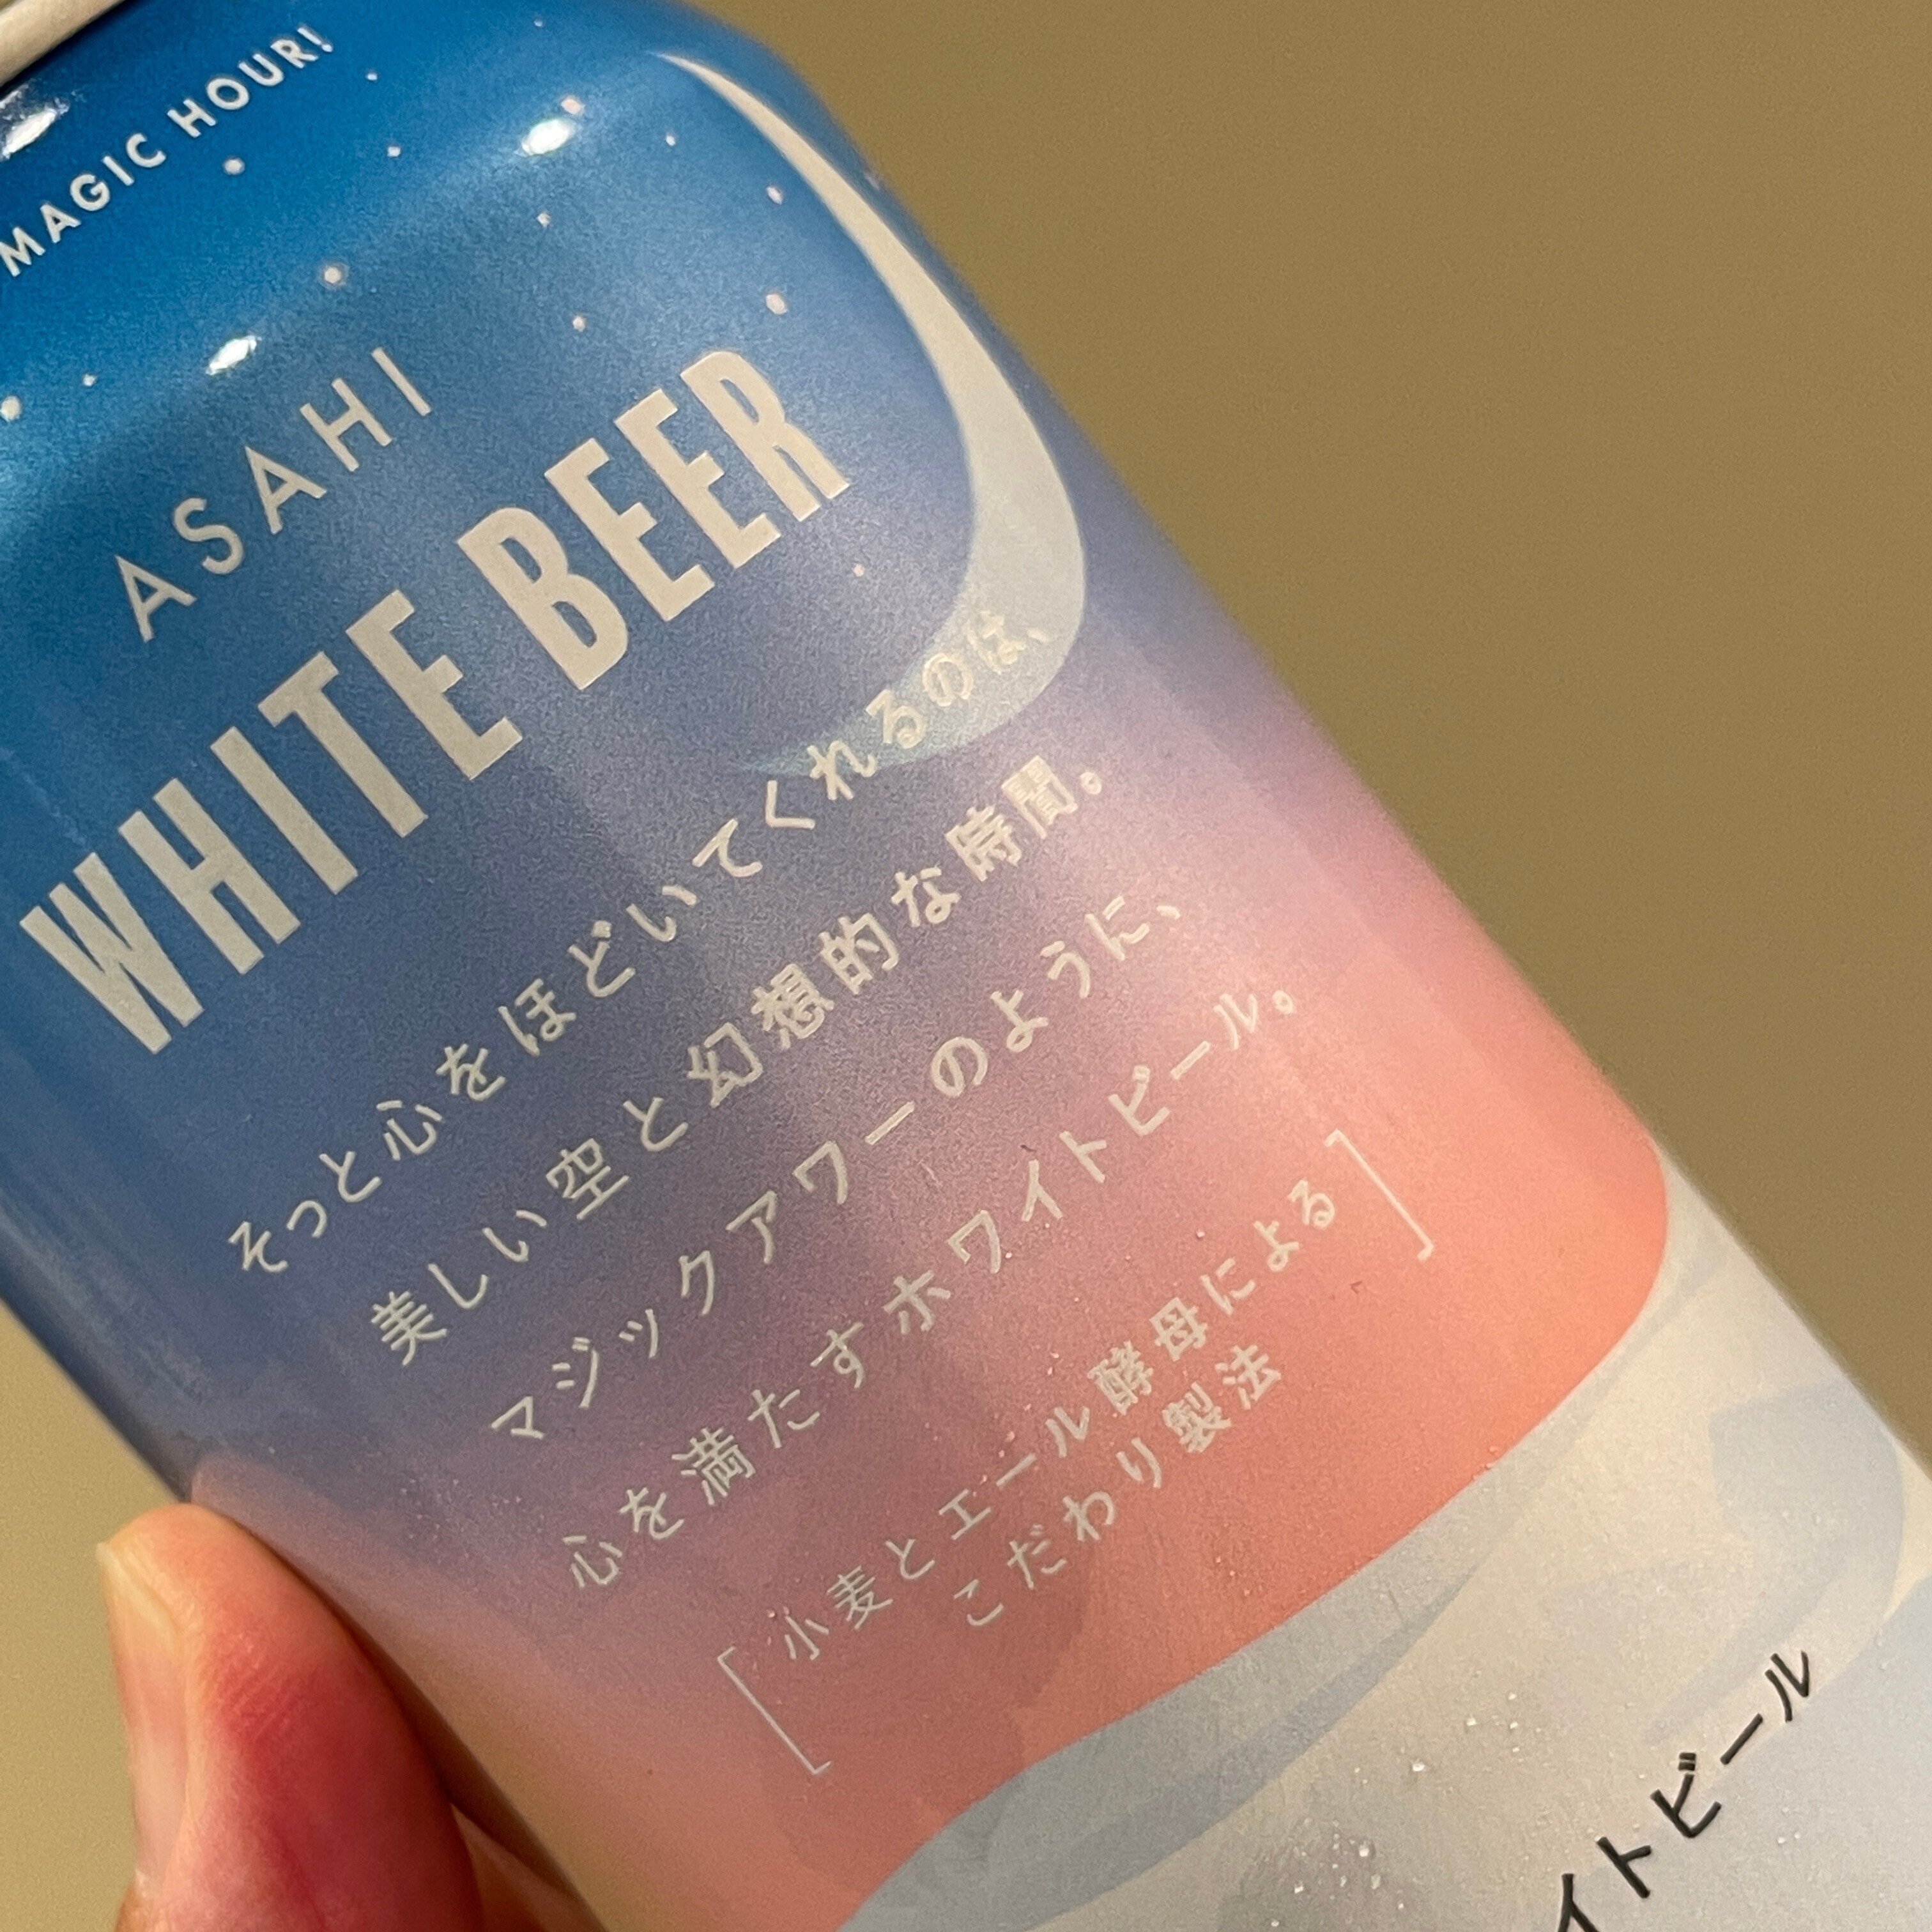 MAGIC HOUR!
ASAHI
WHITE BEER
そっと心をほどいてくれるのは、
美しい空と幻想的な時間。
マジックアワーのように、
心を満たすホワイトビール。
小麦とエール酵母による
こだわり製法
イトビール